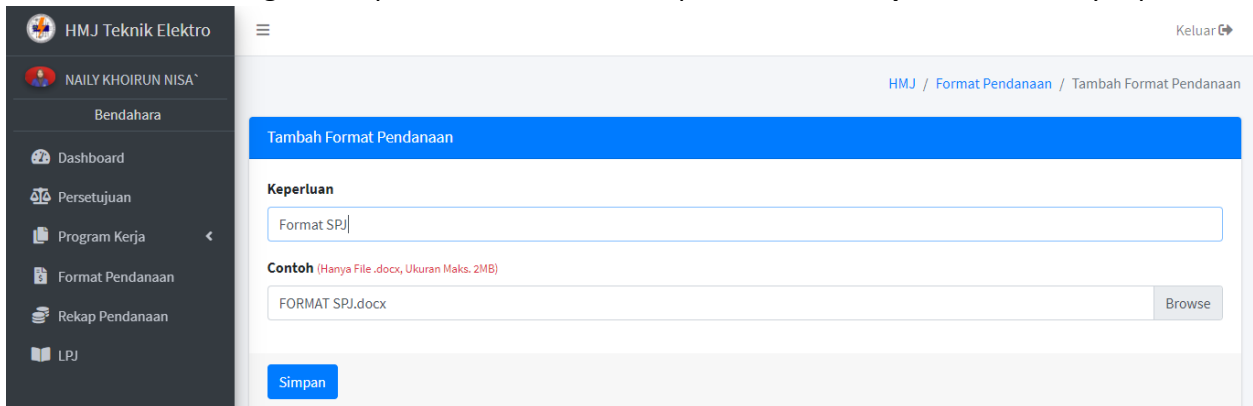 HMJ Teknik Elektro
Keluar
NAILY KHOIRUN NISA`
Bendahara
HMJ / Format Pendanaan / Tambah Format Pendanaan
Tambah Format Pendanaan
Dashboard
Persetujuan
Program Kerja
Format Pendanaan
Rekap Pendanaan
LPJ
Keperluan
Format SPJ
Contoh (Hanya File .docx, Ukuran Maks. 2MB)
FORMAT SPJ.docx
Browse
Simpan